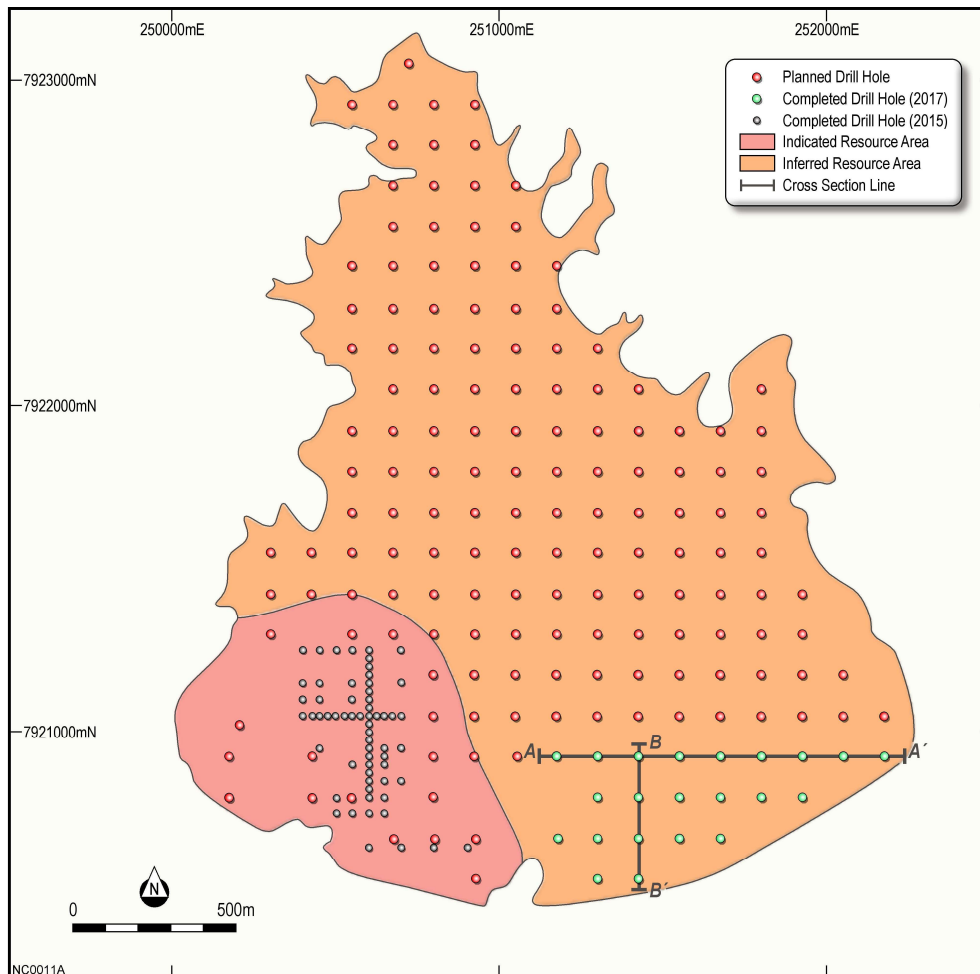 250000mE 251000mE 252000mE
7923000mN
Planned Drill Hole
Completed Drill Hole (2017)
Completed Drill Hole (2015)
Indicated Resource Area
Inferred Resource Area
Cross Section Line
7922000mN
7921000mN
B
A A´
B´
N
0 500m
NC0011A